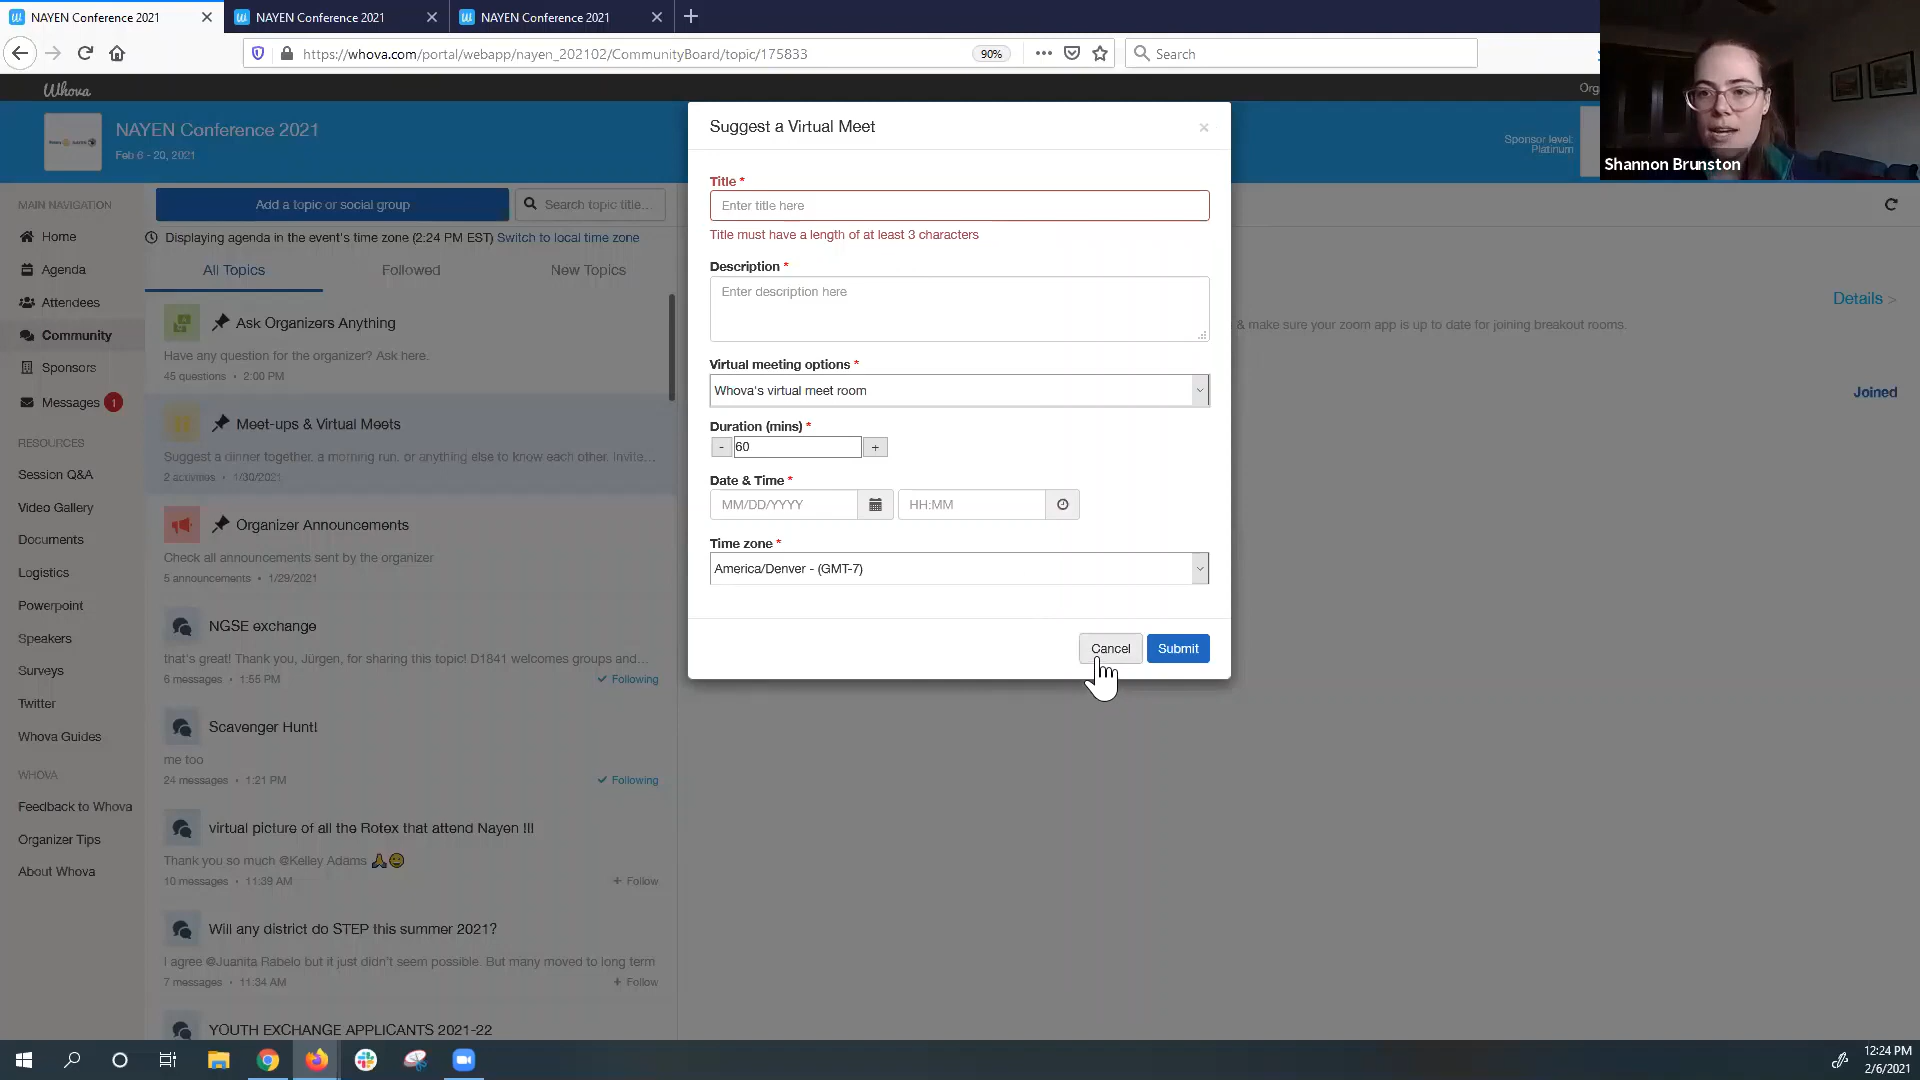 NAYEN Conference 2021
NAYEN Conference 2021
NAYEN Conference 2021
https://whova.com/portal/webapp/nayen_202102/CommunityBoard/topic/175833
90%
Search
Whova
NAYEN Conference 2021
Feb 6 - 20, 2021
Sponsor level:
Platinum
Shannon Brunston
MAIN NAVIGATION
Home
Agenda
Attendees
Community
Sponsors
Messages 1
RESOURCES
Session Q&A
Video Gallery
Documents
Logistics
Powerpoint
Speakers
Surveys
Twitter
Whova Guides
WHOVA
Feedback to Whova
Organizer Tips
About Whova
Add a topic or social group
Search topic title...
Displaying agenda in the event's time zone (2:24 PM EST) Switch to local time zone
All Topics
Followed
New Topics
Ask Organizers Anything
Have any question for the organizer? Ask here.
45 questions • 2:00 PM
Meet-ups & Virtual Meets
Suggest a dinner together, a morning run, or anything else to know each other. Invite...
2 activities • 1/30/2021
Organizer Announcements
Check all announcements sent by the organizer
5 announcements • 1/29/2021
NGSE exchange
that's great! Thank you, Jürgen, for sharing this topic! D1841 welcomes groups and...
6 messages • 1:55 PM
Following
Scavenger Hunt!
me too
24 messages • 1:21 PM
Following
virtual picture of all the Rotex that attend Nayen !!!
Thank you so much @Kelley Adams 🙏😄
10 messages • 11:39 AM
+ Follow
Will any district do STEP this summer 2021?
I agree @Juanita Rabelo but it just didn't seem possible. But many moved to long term
7 messages • 11:34 AM
+ Follow
YOUTH EXCHANGE APPLICANTS 2021-22
Suggest a Virtual Meet
×
Title *
Enter title here
Title must have a length of at least 3 characters
Description *
Enter description here
Virtual meeting options *
Whova's virtual meet room
Duration (mins) *
- 60 +
Date & Time *
MM/DD/YYYY
HH:MM
Time zone *
America/Denver - (GMT-7)
Cancel
Submit
Details >
& make sure your zoom app is up to date for joining breakout rooms.
Joined
12:24 PM
2/6/2021